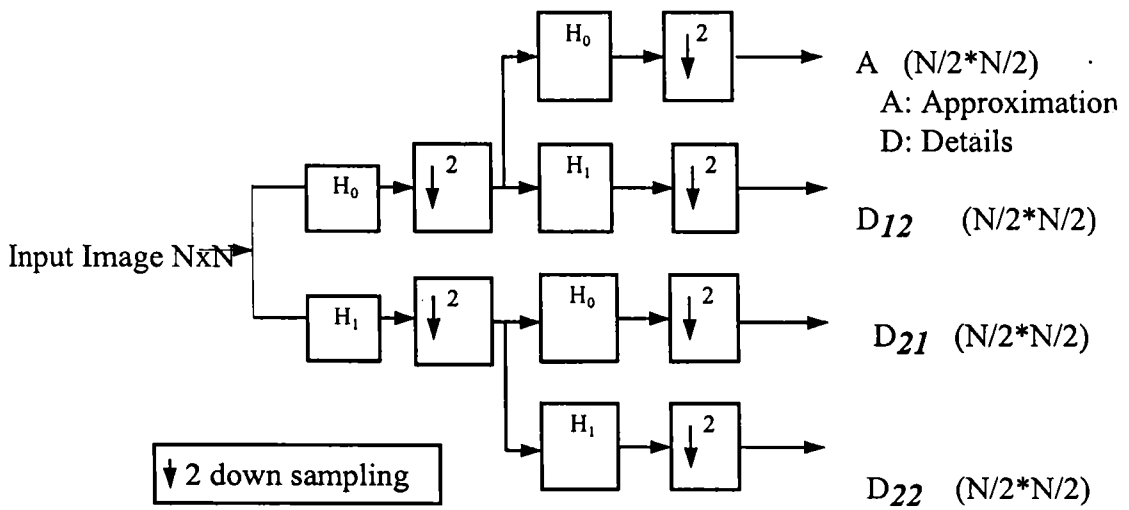 H₀ ↓ 2 A (N/2*N/2)
A: Approximation
D: Details
H₀ ↓ 2 H₁ ↓ 2 D12 (N/2*N/2)
Input Image NxN
H₁ ↓ 2 H₀ ↓ 2 D21 (N/2*N/2)
H₁ ↓ 2 D22 (N/2*N/2)
↓ 2 down sampling